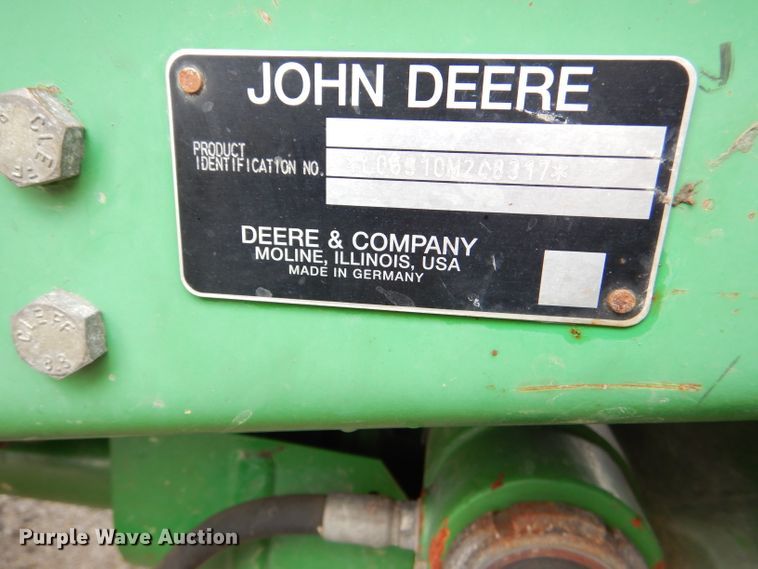 JOHN DEERE
PRODUCT
IDENTIFICATION NO.
DEERE & COMPANY
MOLINE, ILLINOIS, USA
MADE IN GERMANY
Purple Wave Auction